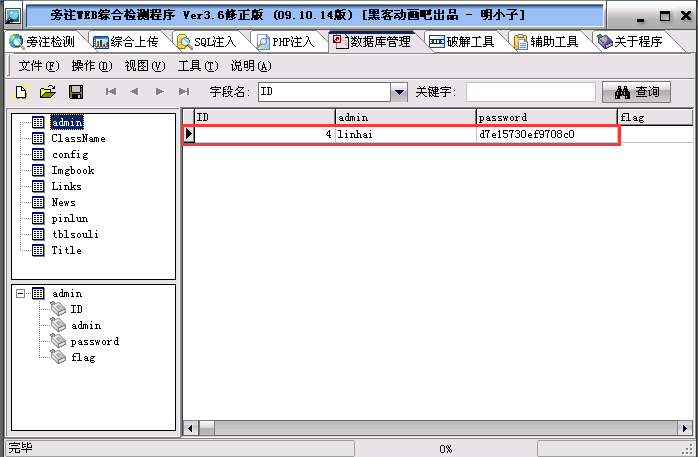 旁注WEB综合检测程序 Ver3.6修正版 (09.10.14版) [黑客动画吧出品 - 明小子]
旁注检测 综合上传 SQL注入 PHP注入 数据库管理 破解工具 辅助工具 关于程序
文件(F) 操作(D) 视图(V) 工具(T) 说明(A)
字段名: ID 关键字: 查询
admin
ClassName
config
Imgbook
Links
News
pinlun
tblsouli
Title
admin
ID
admin
password
flag
ID admin password flag
4 linhai d7e15730ef9708c0
完毕 0%